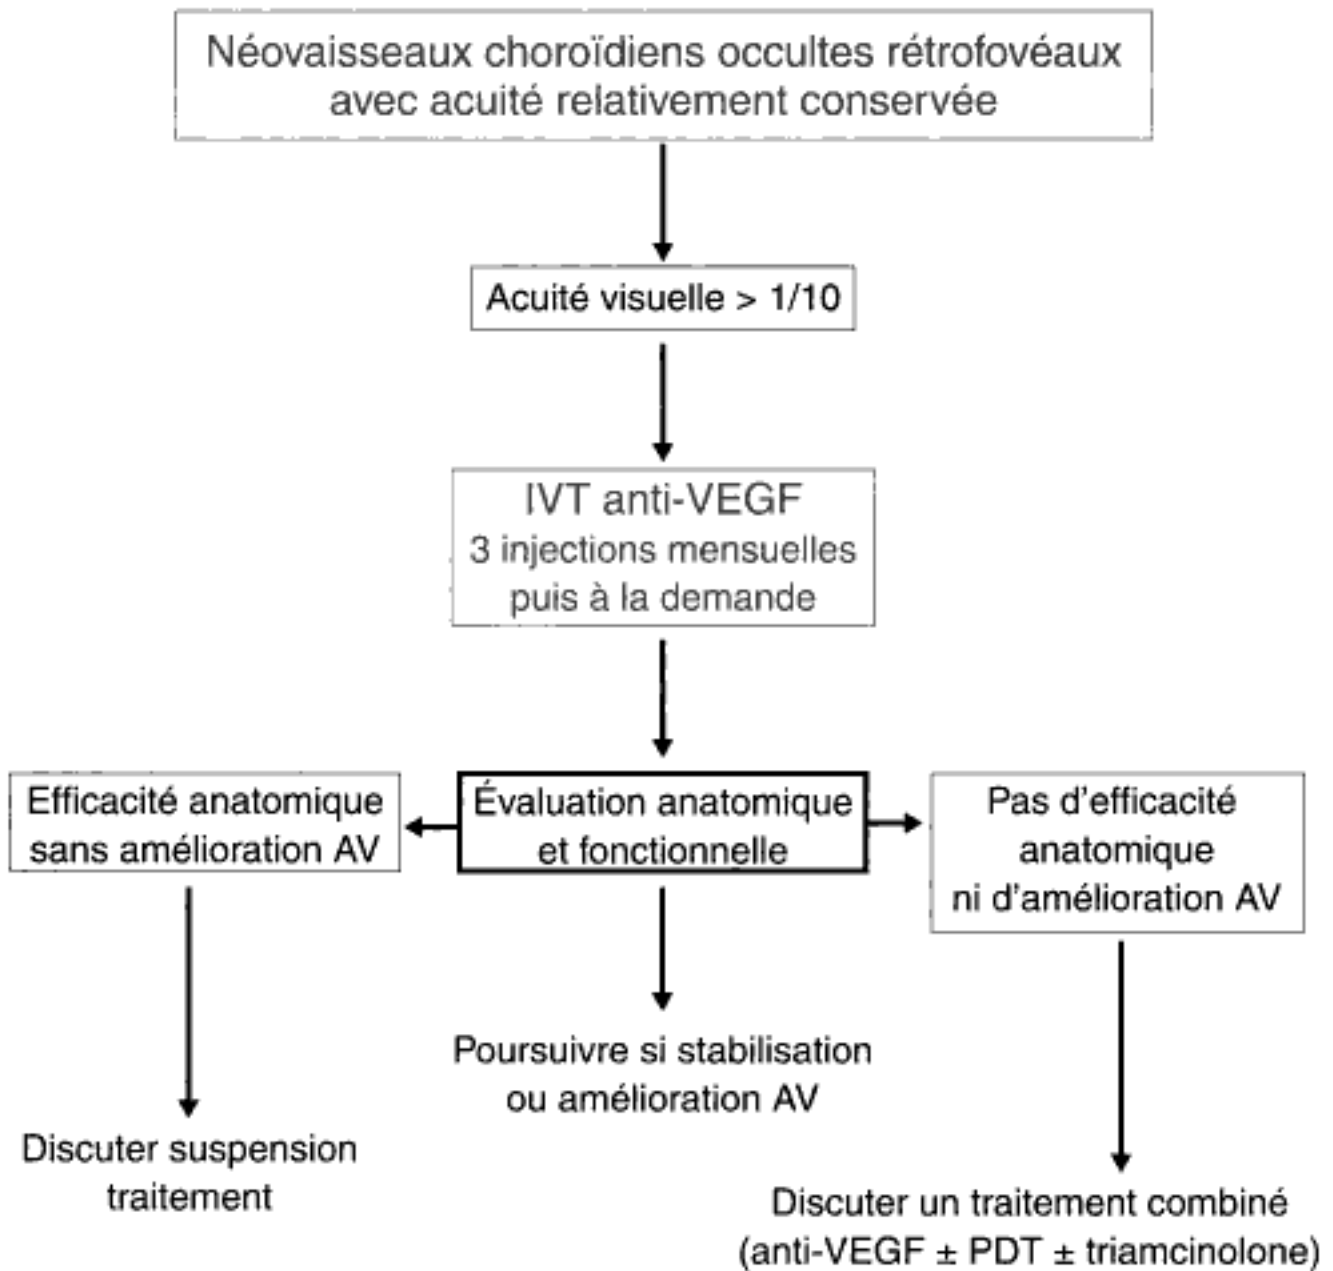 Néovaisseaux choroïdiens occultes rétrofovéaux
avec acuité relativement conservée
Acuité visuelle > 1/10
IVT anti-VEGF
3 injections mensuelles
puis à la demande
Efficacité anatomique
sans amélioration AV
Évaluation anatomique
et fonctionnelle
Pas d'efficacité
anatomique
ni d'amélioration AV
Poursuivre si stabilisation
ou amélioration AV
Discuter suspension
traitement
Discuter un traitement combiné
(anti-VEGF ± PDT ± triamcinolone)